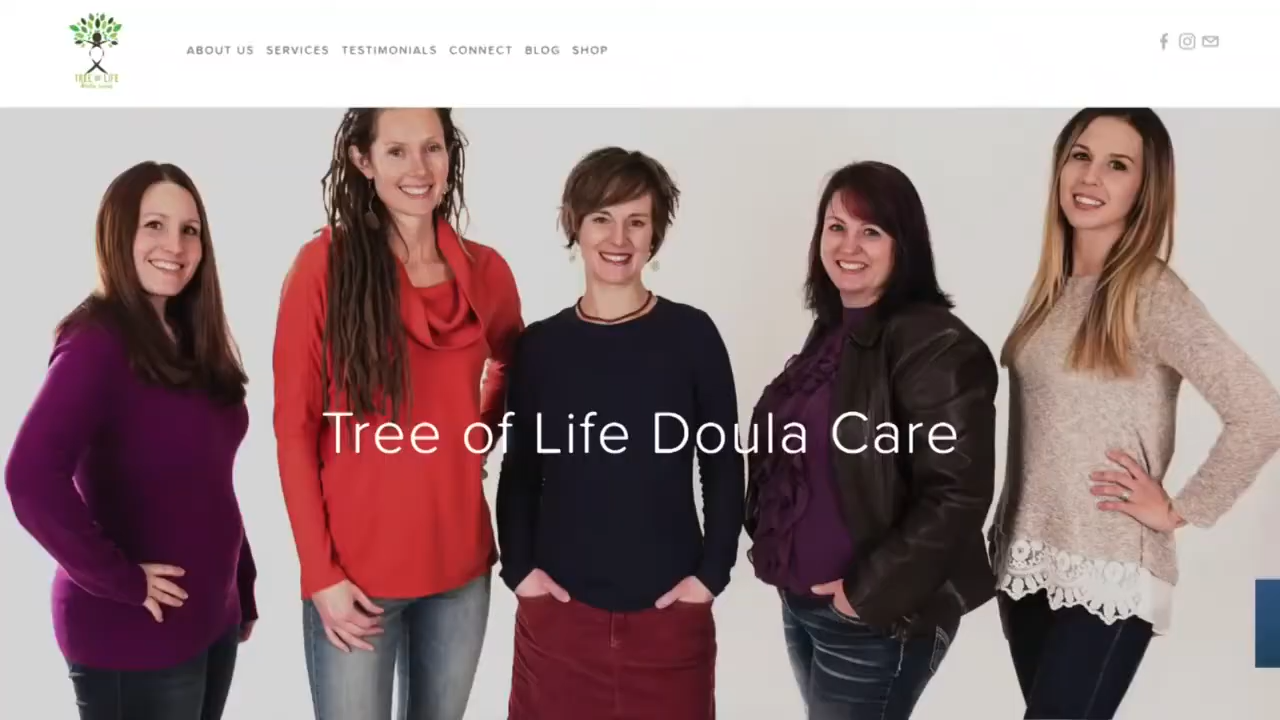 ABOUT US SERVICES TESTIMONIALS CONNECT BLOG SHOP
TREE OF LIFE
Tree of Life Doula Care